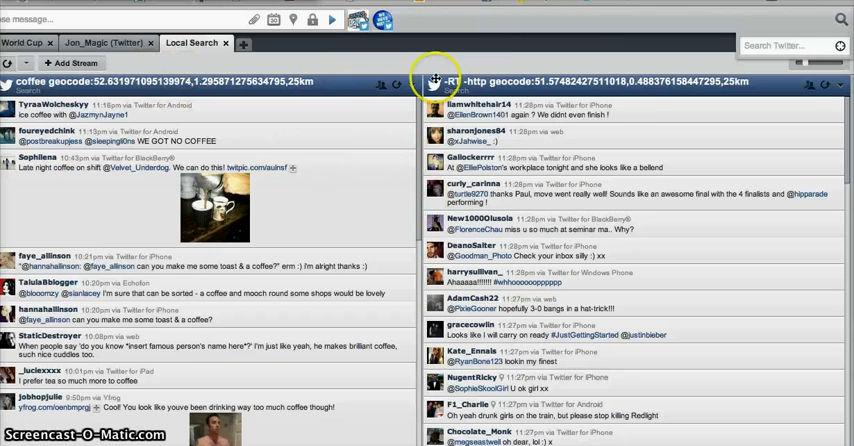 ose message...
World Cup ×
Jon_Magic (Twitter) ×
Local Search ×
Add Stream
Search Twitter...
coffee geocode:52.631971095139974,1.295871275634795,25km
Search
TyraaWolcheskyy 11:16pm via Twitter for Android
ice coffee with @JazmynJayne1
foureyedchink 11:13pm via Twitter for Android
@postbreakupjess @sleepingli0ns WE GOT NO COFFEE
Sophilena 10:43pm via Twitter for BlackBerry®
Late night coffee on shift @Velvet_Underdog. We can do this! twitpic.com/aulnsf
faye_allinson 10:21pm via Twitter for iPhone
"@hannahallinson: @faye_allinson can you make me some toast & a coffee?" erm :) i'm alright thanks :)
TalulaBblogger 10:20pm via Echofon
@blooomzy @sianlacey I'm sure that can be sorted - a coffee and mooch round some shops would be lovely
hannahallinson 10:20pm via Twitter for iPhone
@faye_allinson can you make me some toast & a coffee?
StaticDestroyer 10:08pm via web
When people say 'do you know *insert famous person's name here*?' I'm just like yeah, he makes brilliant coffee,
such nice cuddles too.
_luciexxxx 10:01pm via Twitter for iPad
I prefer tea so much more to coffee
jobhopjulie 9:50pm via Yfrog
yfrog.com/oenbmprgj Cool! You look like youve been drinking way too much coffee though!
-RT -http geocode:51.57482427511018,0.488376158447295,25km
Search
liamwhitehair14 11:28pm via Twitter for iPhone
@EllenBrown1401 again? We didnt even finish !
sharonjones84 11:28pm via web
@xJahwise_ :)
Gallockerrrr 11:28pm via Twitter for iPhone
At @ElliePolston's workplace tonight and she looks like a bellend
curly_carinna 11:28pm via Twitter for iPhone
@turtle9270 thanks Paul, move went really well! Sounds like an awesome final with the 4 finalists and @hipparade
performing !
New1000Olusola 11:28pm via Twitter for BlackBerry®
@FlorenceChau miss u so much at seminar ma.. Why?
DeanoSalter 11:28pm via Twitter for iPhone
@Goodman_Photo Check your inbox silly :) xx
harrysullivan_ 11:28pm via Twitter for Windows Phone
AdamCash22 11:27pm via web
@PixieGooner hopefully 3-0 bangs in a hat-trick!!!
gracecowlin 11:27pm via Twitter for iPhone
Looks like I will carry on ready #JustGettingStarted @justinbieber
Kate_Ennals 11:27pm via Twitter for iPhone
@RyanBone123 lookin my finest
NugentRicky 11:27pm via Twitter for iPhone
@SophieSkoolGirl U ok girl xx
F1_Charlie 11:27pm via Twitter for Android
Oh yeah drunk girls on the train, but please stop killing Redlight
Chocolate_Monk 11:27pm via Twitter for iPhone
@megseastwell oh dear, lol :) x
Screencast-O-Matic.com